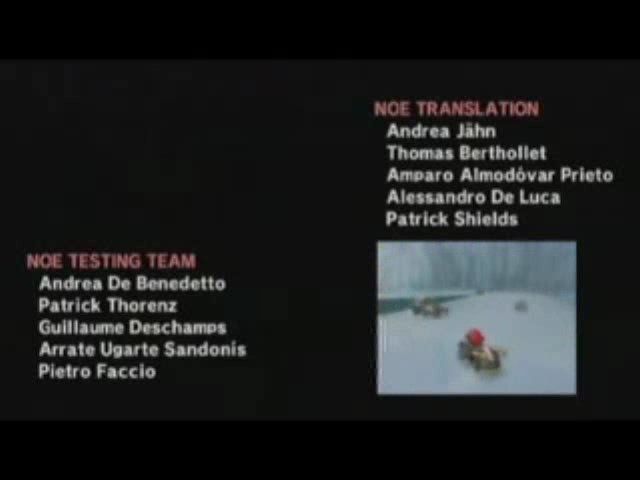 NOE TRANSLATION
Andrea Jähn
Thomas Berthollet
Amparo Almodóvar Prieto
Alessandro De Luca
Patrick Shields
NOE TESTING TEAM
Andrea De Benedetto
Patrick Thorenz
Guillaume Deschamps
Arrate Ugarte Sandonís
Pietro Faccio